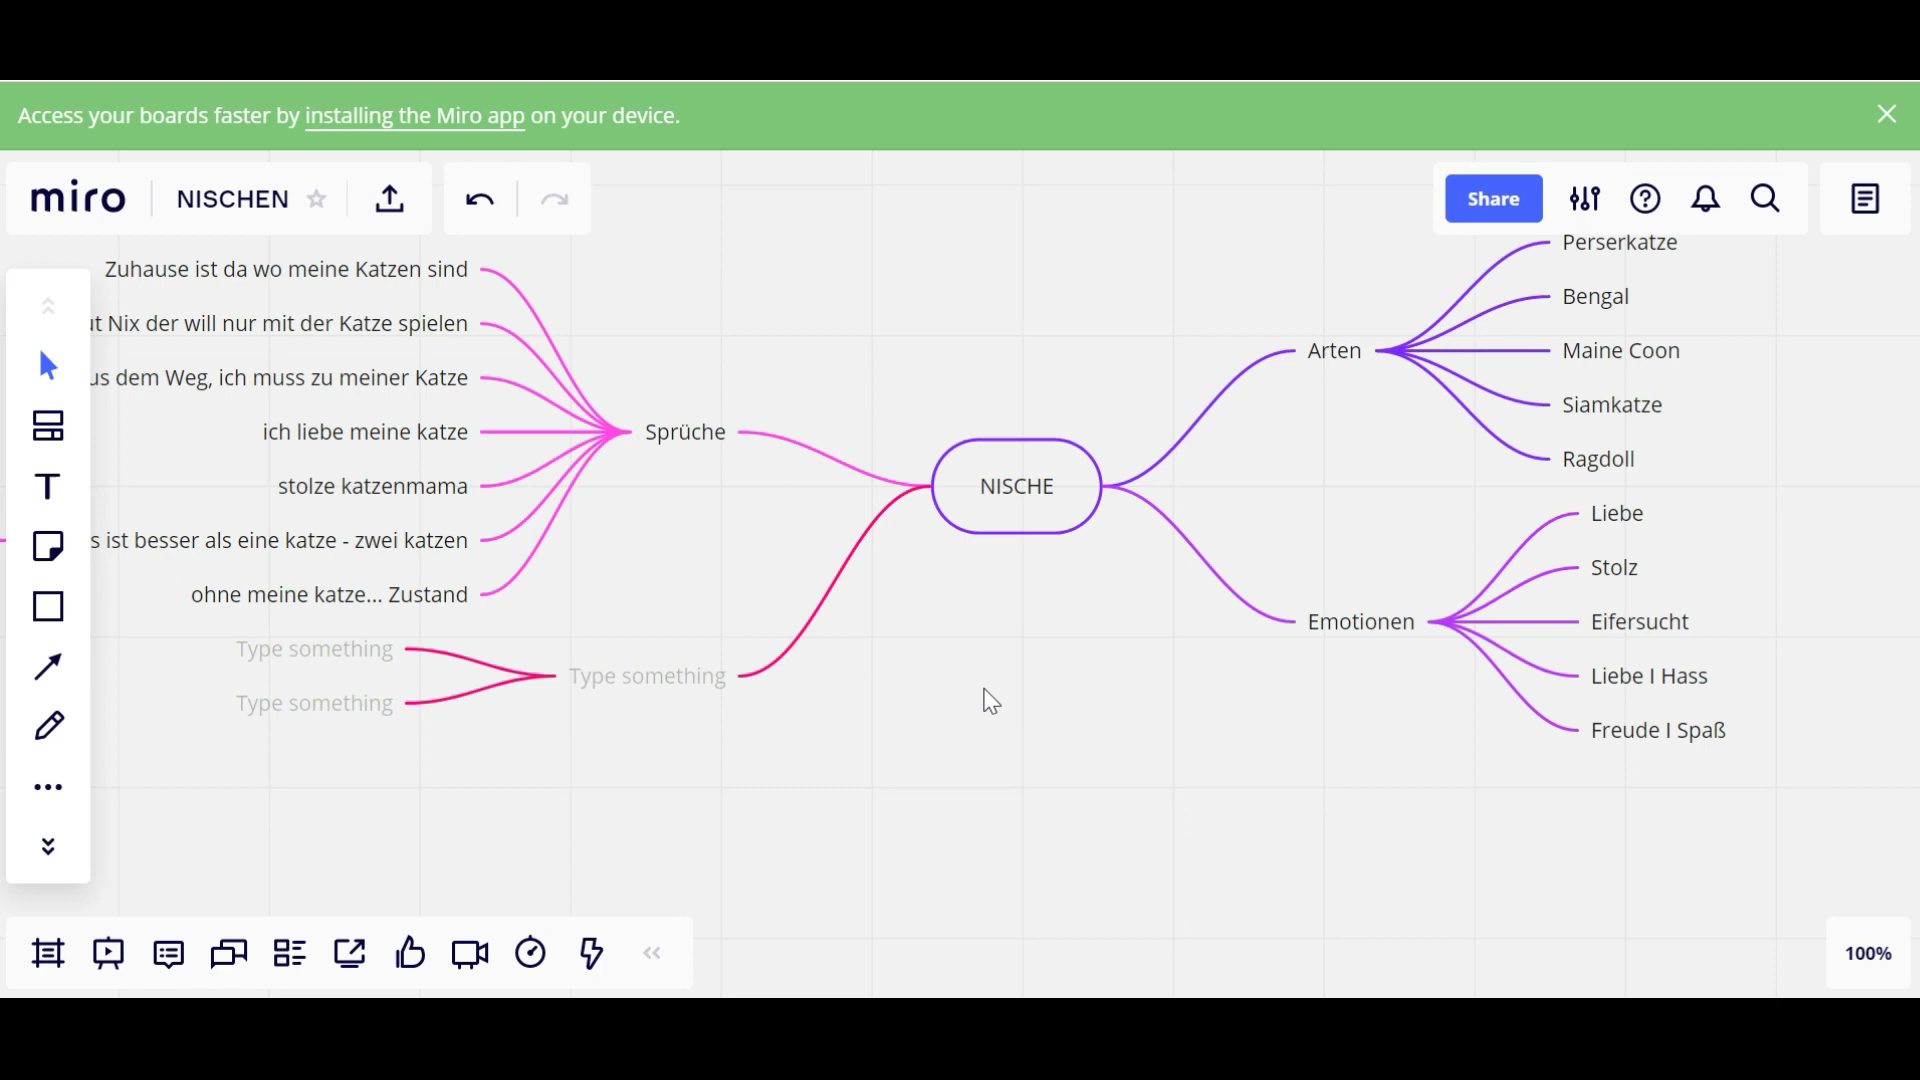 Access your boards faster by installing the Miro app on your device.
miro
NISCHEN
Share
Zuhause ist da wo meine Katzen sind
Nix der will nur mit der Katze spielen
dem Weg, ich muss zu meiner Katze
ich liebe meine katze
stolze katzenmama
ist besser als eine katze - zwei katzen
ohne meine katze... Zustand
Sprüche
Type something
Type something
Type something
NISCHE
Arten
Perserkatze
Bengal
Maine Coon
Siamkatze
Ragdoll
Emotionen
Liebe
Stolz
Eifersucht
Liebe I Hass
Freude I Spaß
100%